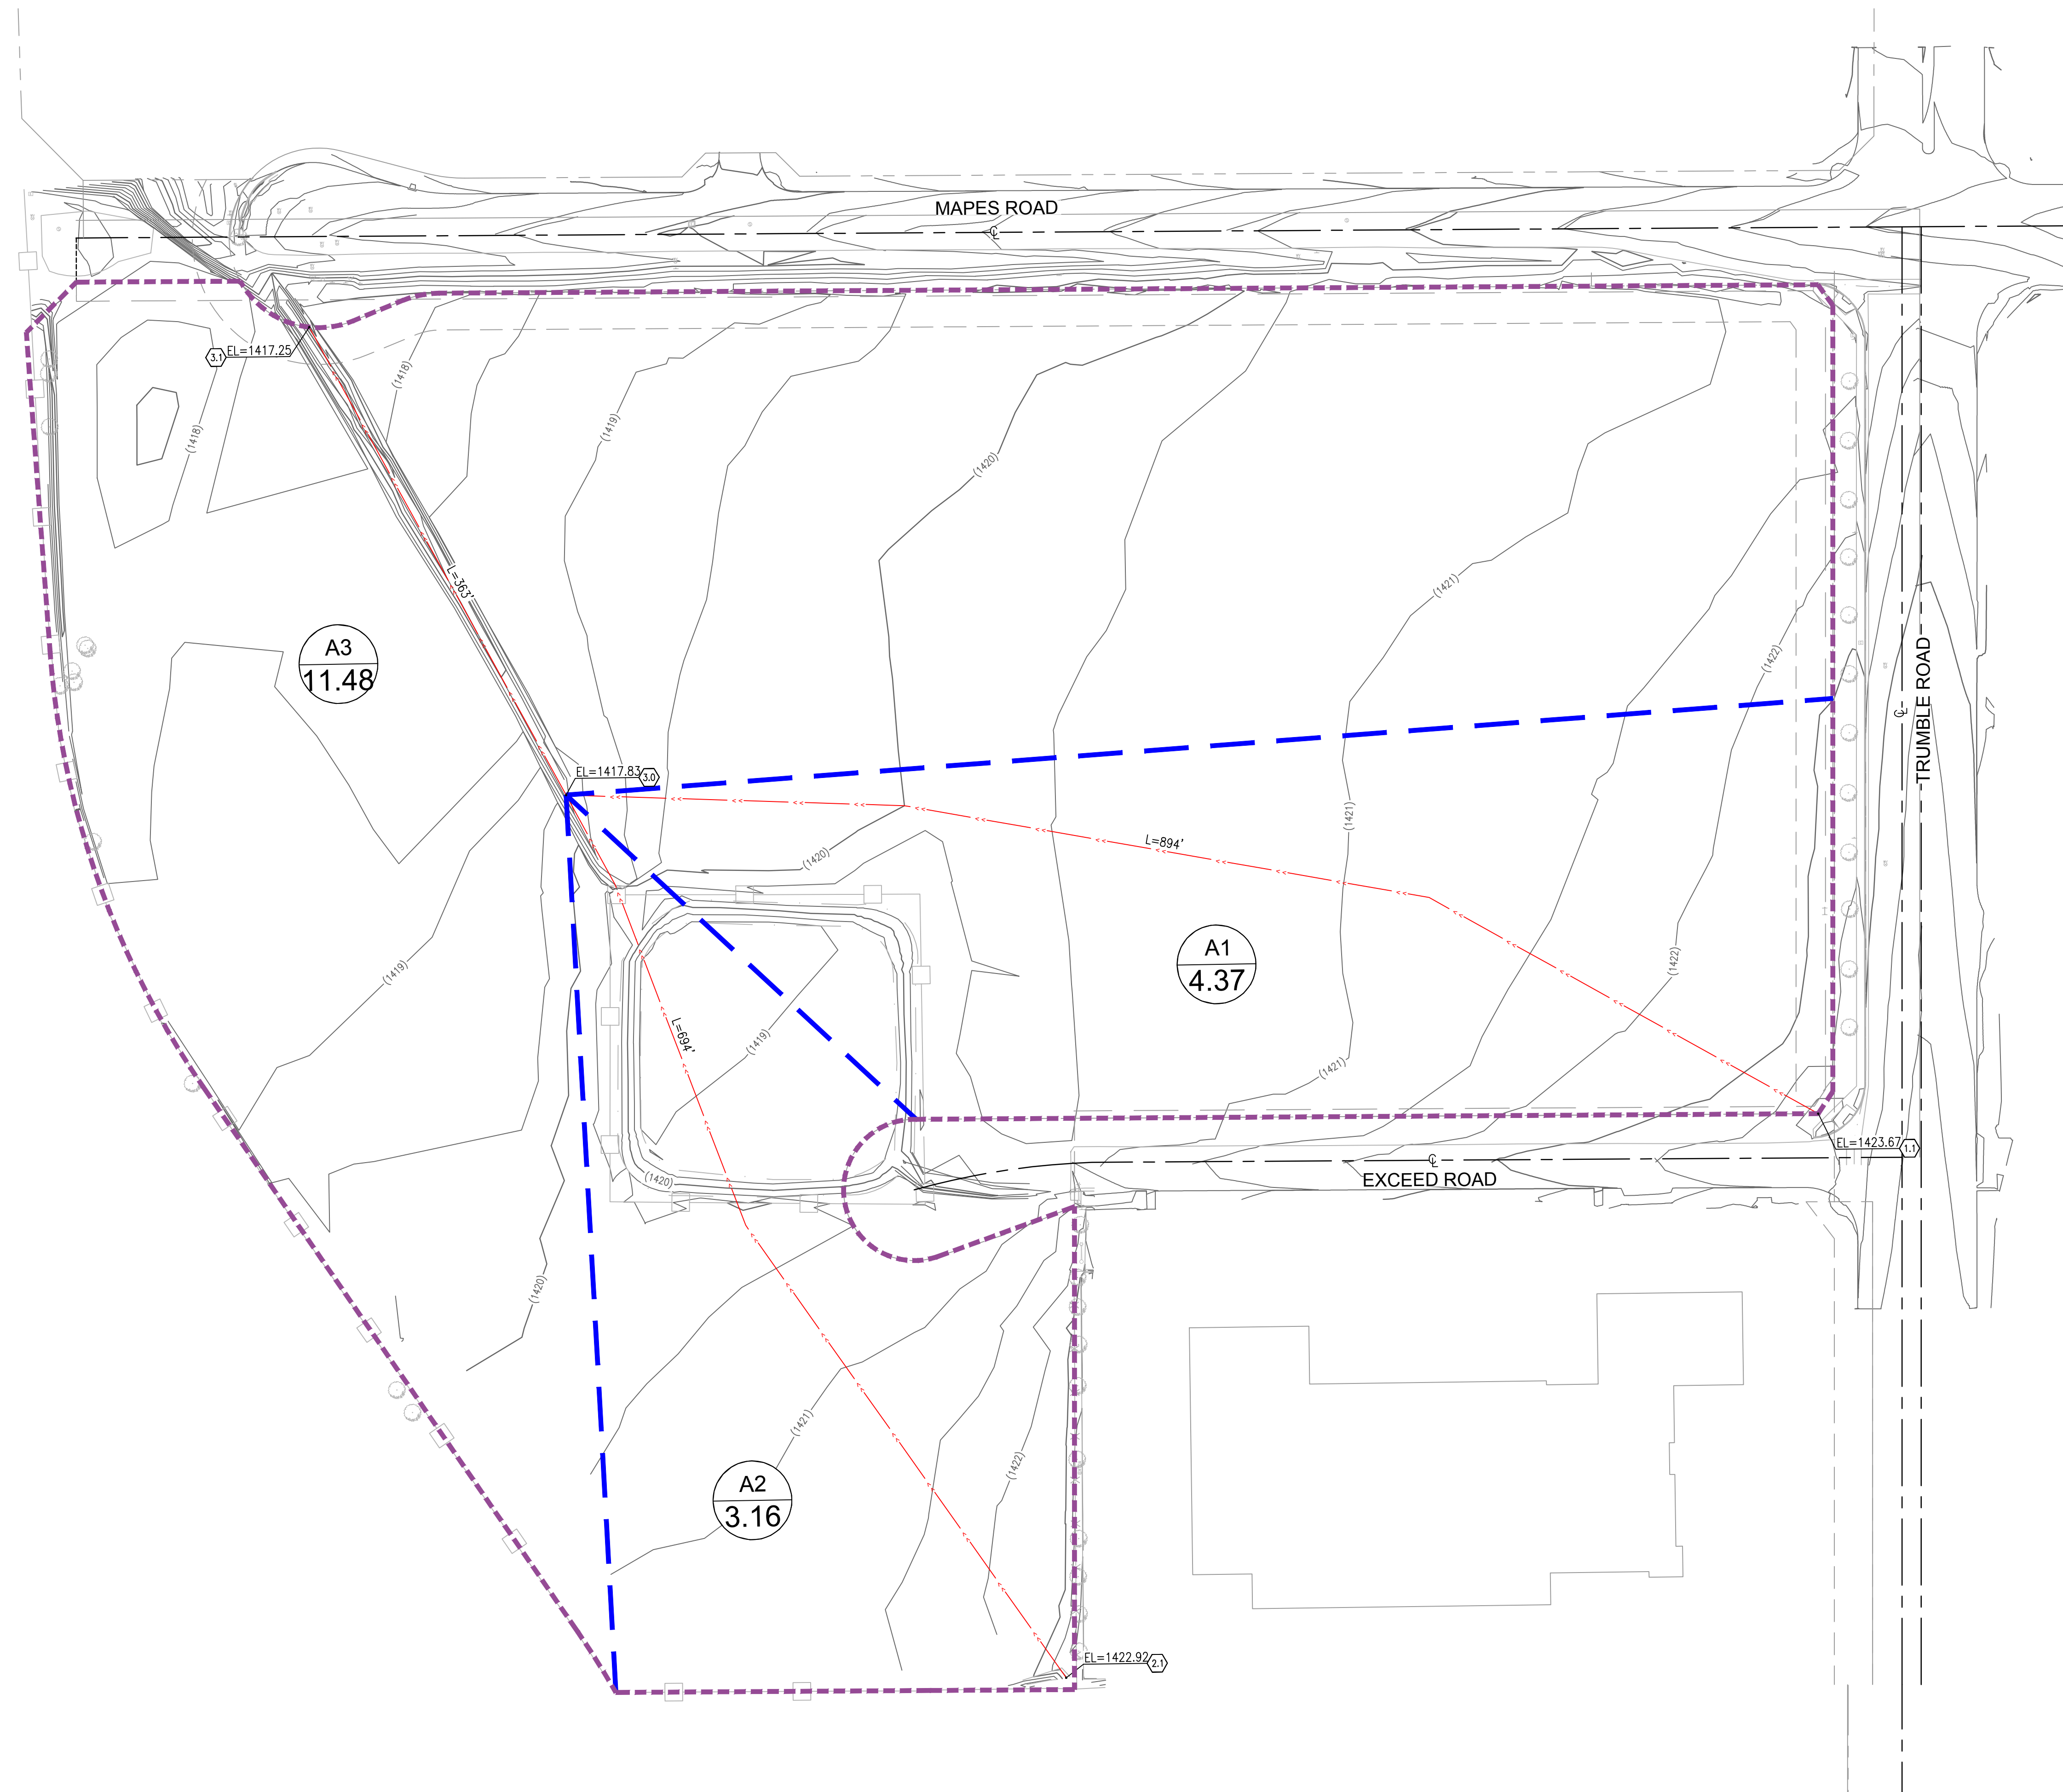 MAPES ROAD
℄
3.1
EL=1417.25
(1418)
(1418)
(1419)
(1420)
(1421)
(1422)
L=363'
A3
11.48
TRUMBLE ROAD
℄
EL=1417.83
3.0
(1421)
L=894'
(1420)
A1
4.37
(1419)
(1422)
L=694'
(1419)
(1421)
EL=1423.67
1.1
℄
EXCEED ROAD
(1420)
(1420)
(1421)
(1422)
A2
3.16
EL=1422.92
2.1